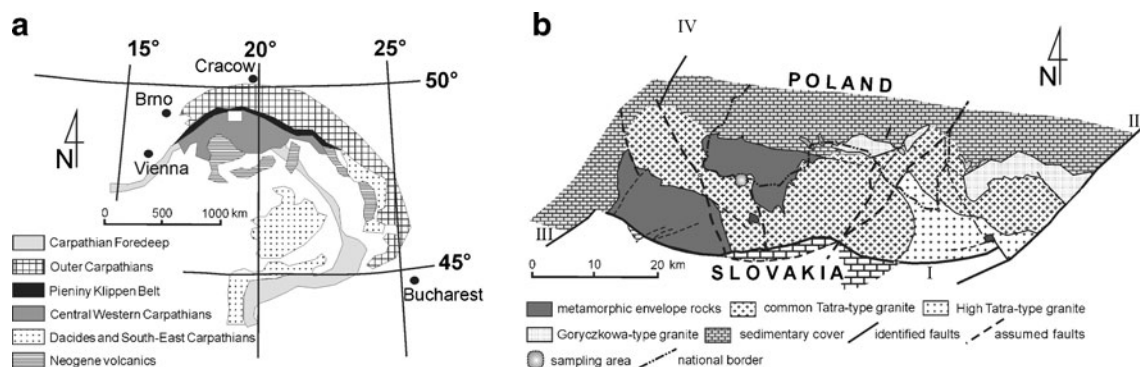 a
15° 20° 25°
Cracow
50°
Brno
N
Vienna
0 500 1000 km
45°
Bucharest
Carpathian Foredeep
Outer Carpathians
Pieniny Klippen Belt
Central Western Carpathians
Dacides and South-East Carpathians
Neogene volcanics
b
IV
POLAND
N
II
III
SLOVAKIA
I
0 10 20 km
metamorphic envelope rocks common Tatra-type granite High Tatra-type granite
Goryczkowa-type granite sedimentary cover identified faults assumed faults
sampling area national border